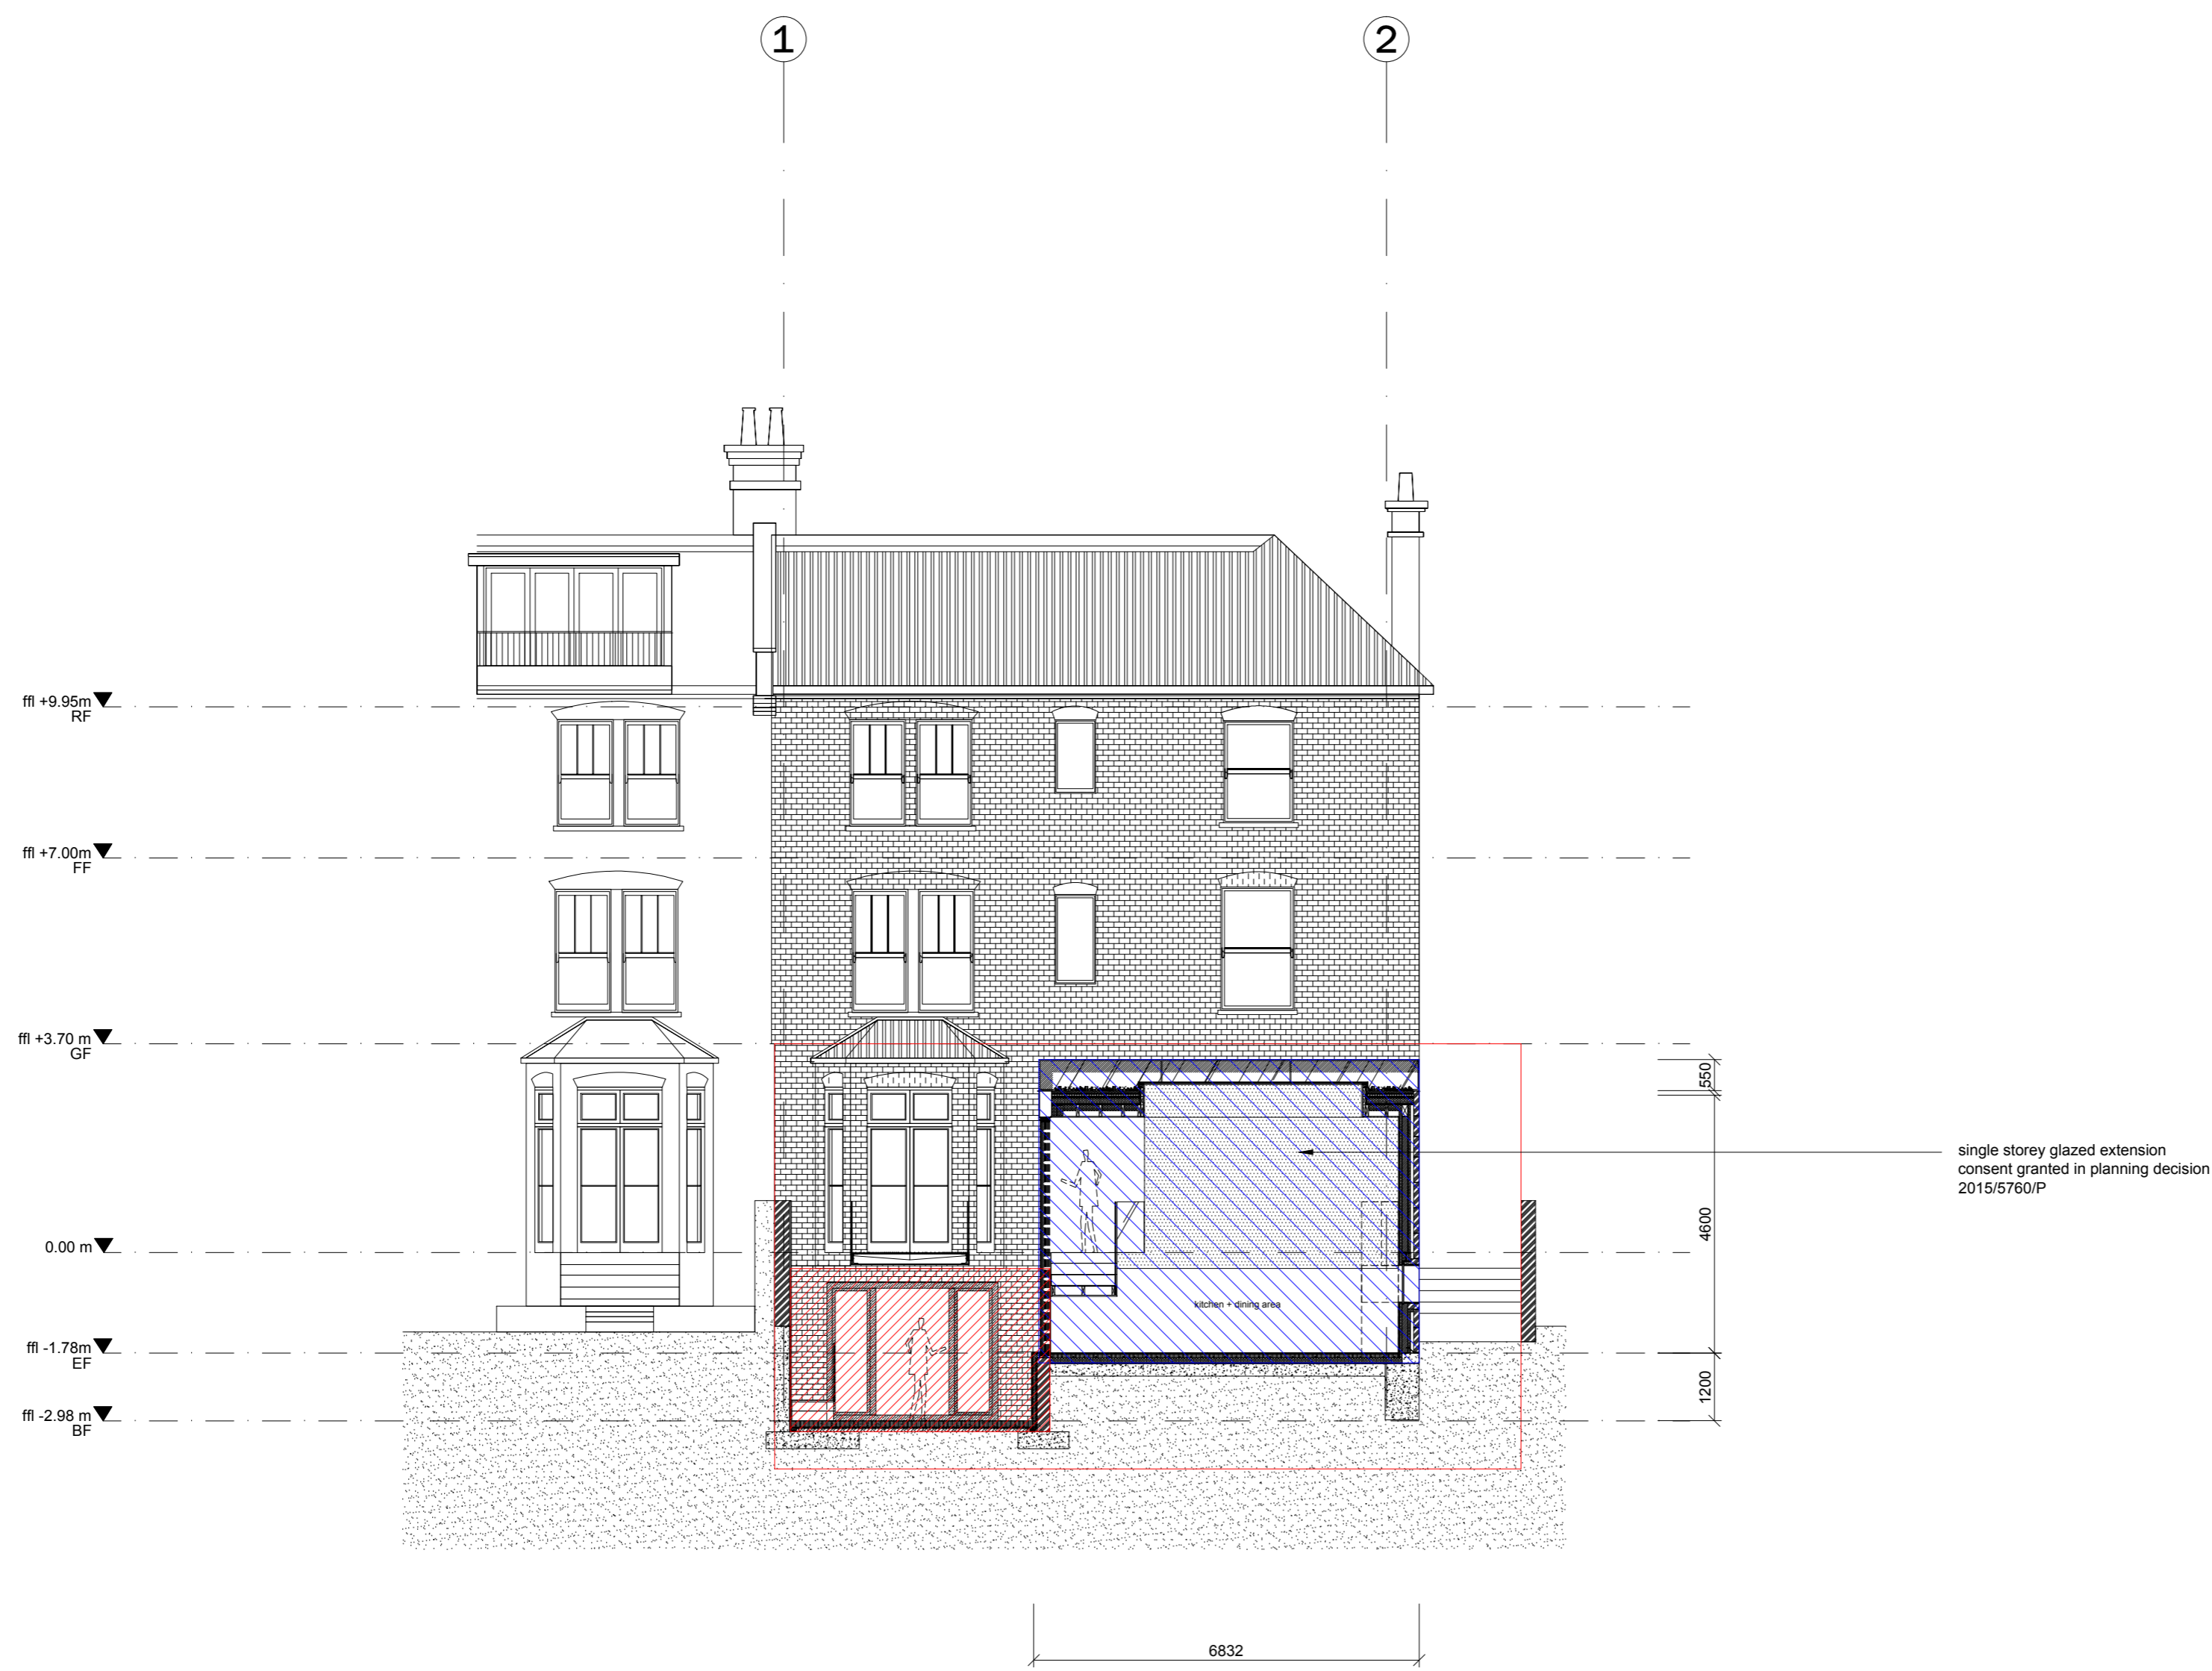 1
2
ffl +9.95m
RF
ffl +7.00m
FF
ffl +3.70 m
GF
550
single storey glazed extension
consent granted in planning decision
2015/5760/P
4600
0.00 m
kitchen + dining area
ffl -1.78m
EF
1200
ffl -2.98 m
BF
6832